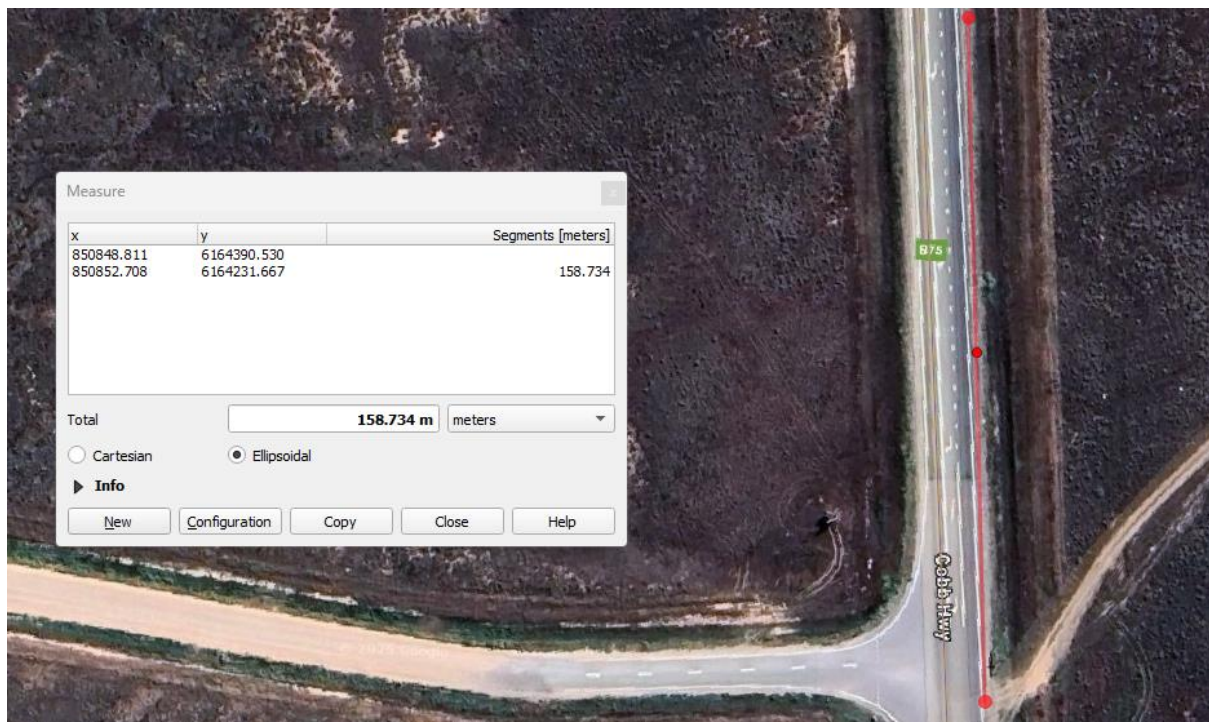 Measure
x y Segments [meters]
850848.811 6164390.530
850852.708 6164231.667 158.734
Total 158.734 m meters
Cartesian Ellipsoidal
Info
New Configuration Copy Close Help
B75
Cobb Hwy